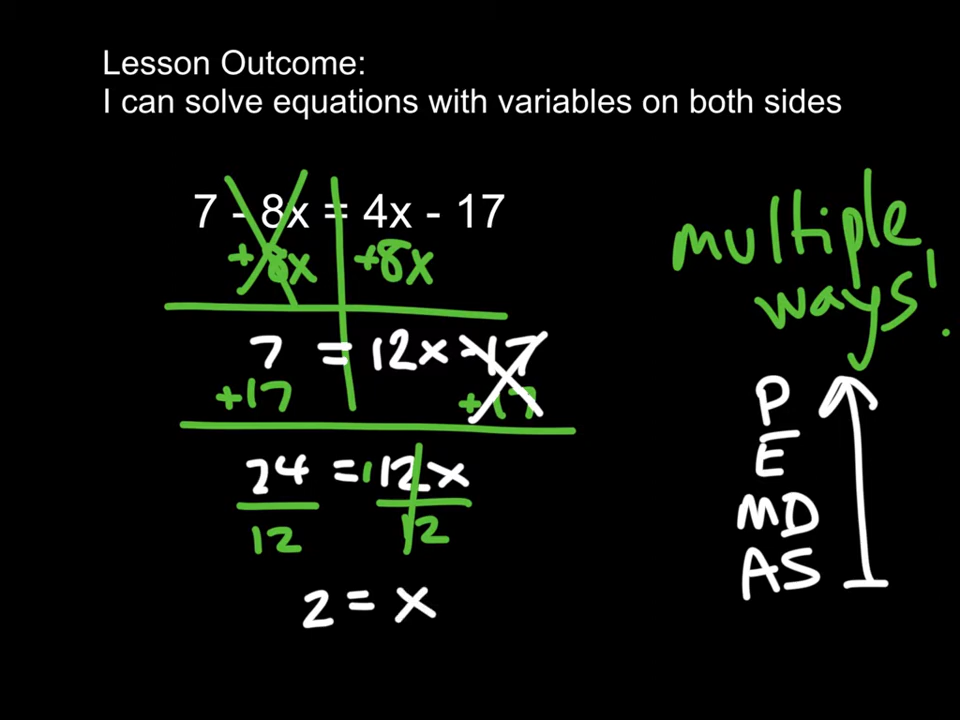 Lesson Outcome:
I can solve equations with variables on both sides
7 - 8x = 4x - 17
+8x +8x
7 = 12x -17
+17 +17
24 = 1 12x
12 12
2 = x
multiple
ways!
P
E
MD
AS